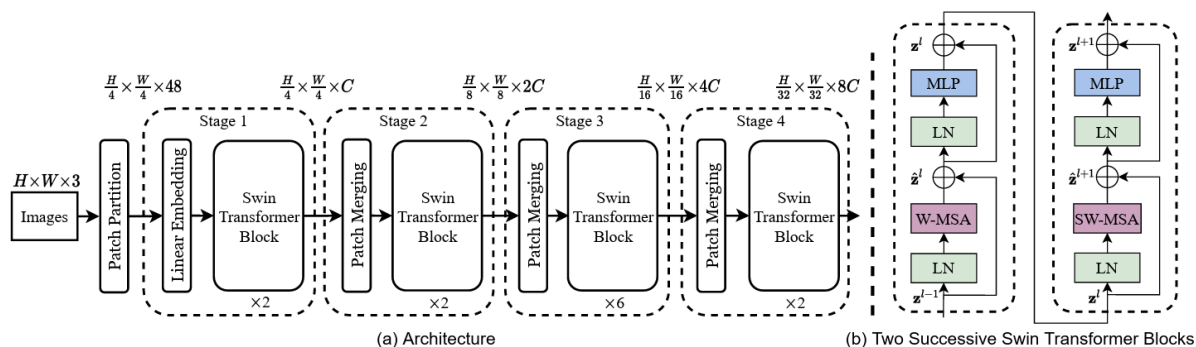 H×W×3
Images
Patch Partition
H/4 × W/4 × 48
Stage 1
Linear Embedding
Swin
Transformer
Block
×2
H/4 × W/4 × C
Stage 2
Patch Merging
Swin
Transformer
Block
×2
H/8 × W/8 × 2C
Stage 3
Patch Merging
Swin
Transformer
Block
×6
H/16 × W/16 × 4C
Stage 4
Patch Merging
Swin
Transformer
Block
×2
H/32 × W/32 × 8C
(a) Architecture
z^l
MLP
LN
ẑ^l
W-MSA
LN
z^{l-1}
z^{l+1}
MLP
LN
ẑ^{l+1}
SW-MSA
LN
z^l
(b) Two Successive Swin Transformer Blocks